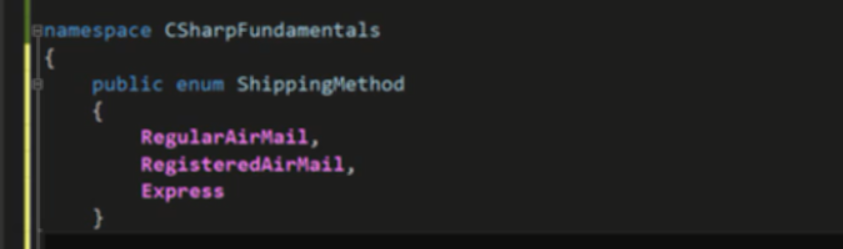 namespace CSharpFundamentals
{
    public enum ShippingMethod
    {
        RegularAirMail,
        RegisteredAirMail,
        Express
    }